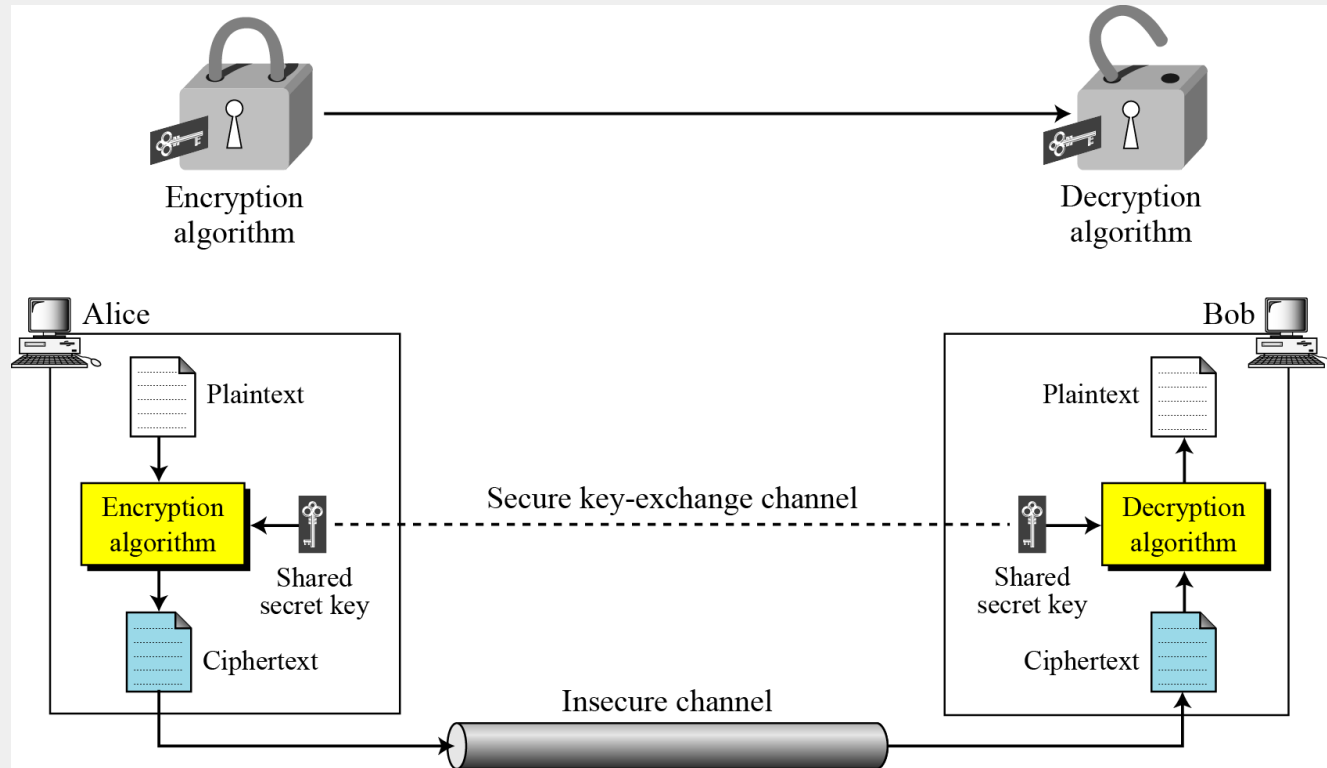 Encryption
algorithm
Decryption
algorithm
Alice
Bob
Plaintext
Plaintext
Encryption
algorithm
Secure key-exchange channel
Decryption
algorithm
Shared
secret key
Shared
secret key
Ciphertext
Ciphertext
Insecure channel